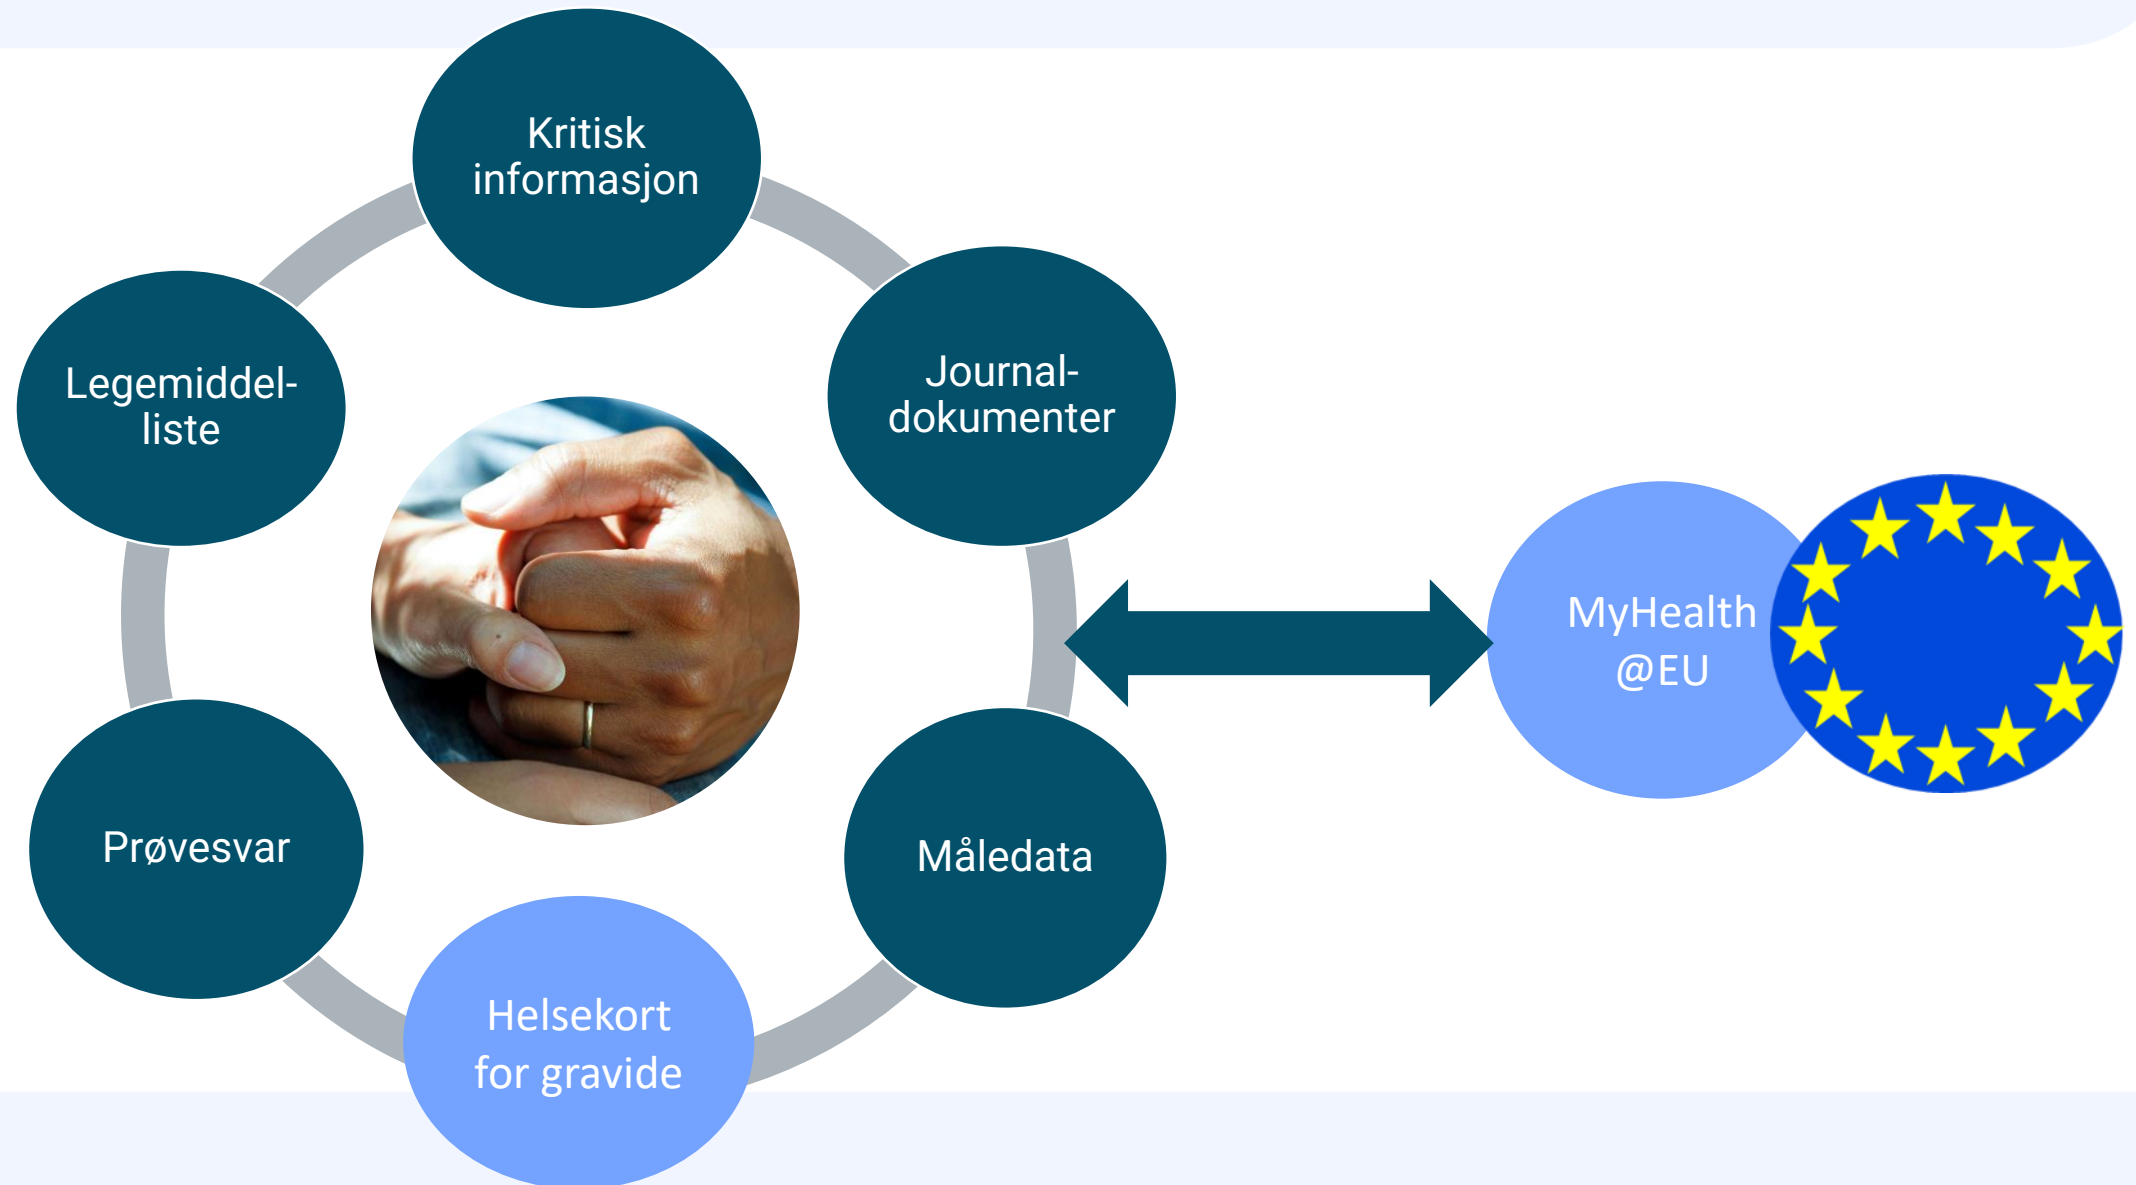 Kritisk
informasjon
Journal-
dokumenter
Legemiddel-
liste
MyHealth
@EU
Prøvesvar
Måledata
Helsekort
for gravide